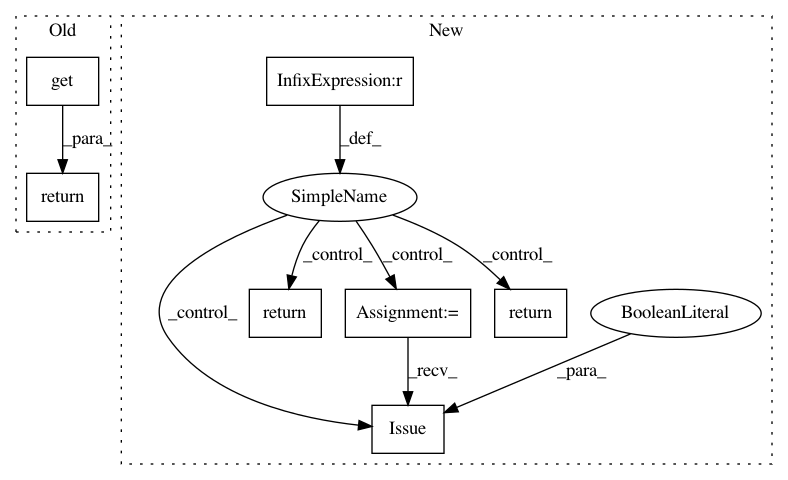 Old
New
get
InfixExpression:r
_para_
_def_
return
SimpleName
_control_
_control_
_control_
_control_
return
Assignment:=
return
BooleanLiteral
_recv_
_para_
Issue